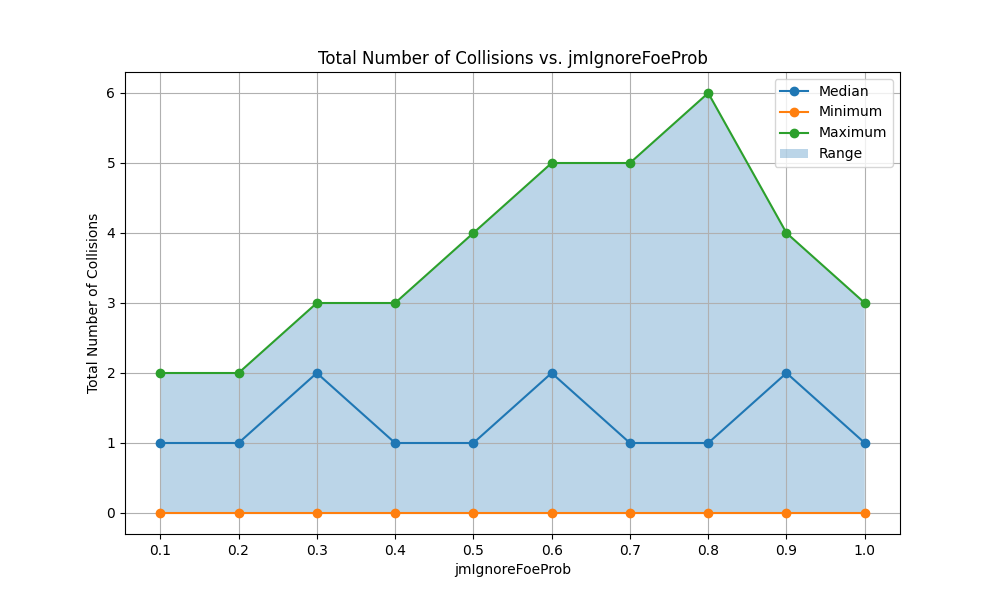 Total Number of Collisions vs. jmIgnoreFoeProb
6
5
4
3
2
1
0
Total Number of Collisions
Median
Minimum
Maximum
Range
0.1 0.2 0.3 0.4 0.5 0.6 0.7 0.8 0.9 1.0
jmIgnoreFoeProb